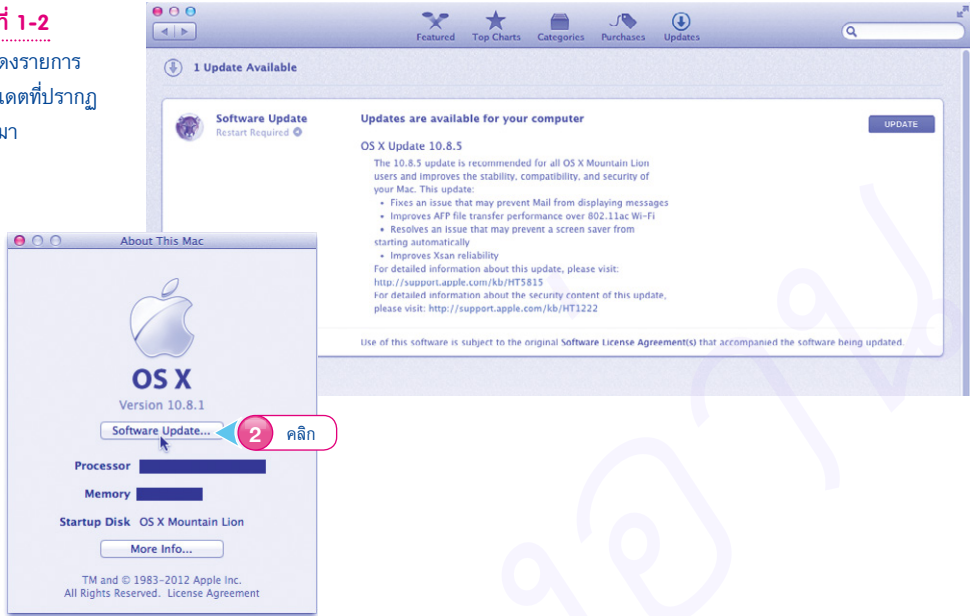 ที่ 1-2
ดงรายการ
เดตที่ปรากฏ
มา
Featured Top Charts Categories Purchases Updates
1 Update Available
Software Update
Restart Required
Updates are available for your computer
UPDATE
OS X Update 10.8.5
The 10.8.5 update is recommended for all OS X Mountain Lion
users and improves the stability, compatibility, and security of
your Mac. This update:
• Fixes an issue that may prevent Mail from displaying messages
• Improves AFP file transfer performance over 802.11ac Wi-Fi
• Resolves an issue that may prevent a screen saver from
starting automatically
• Improves Xsan reliability
For detailed information about this update, please visit:
http://support.apple.com/kb/HT5815
For detailed information about the security content of this update,
please visit: http://support.apple.com/kb/HT1222
Use of this software is subject to the original Software License Agreement(s) that accompanied the software being updated.
About This Mac
OS X
Version 10.8.1
Software Update...
2 คลิก
Processor
Memory
Startup Disk OS X Mountain Lion
More Info...
TM and © 1983-2012 Apple Inc.
All Rights Reserved. License Agreement